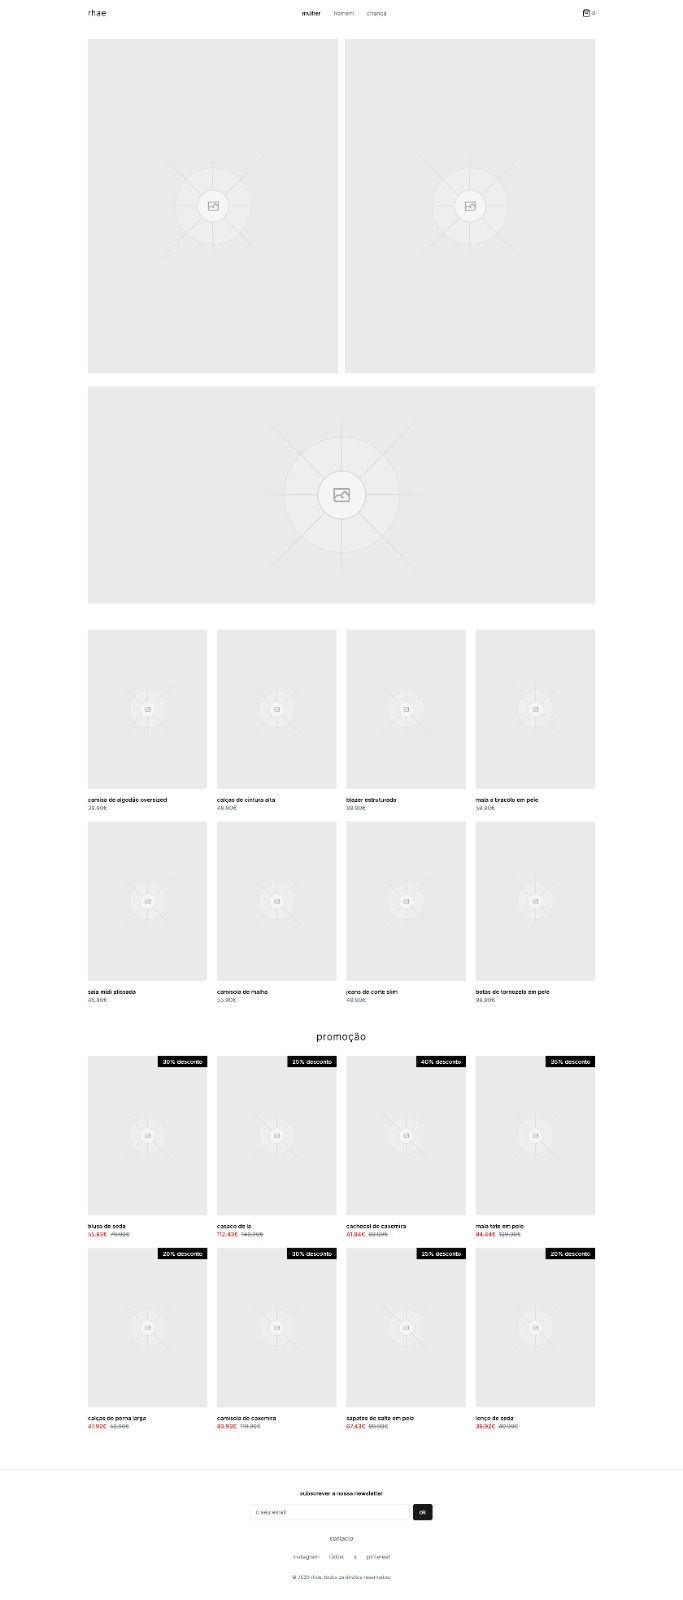 rhae
mulher homem criança 0
camisa de algodão oversized
calças de cintura alta
blazer estruturado
mala a tiracolo em pele
39.90€
49.90€
89.90€
59.90€
saia midi plissada
camisola de malha
jeans de corte slim
botas de tornozelo em pele
45.90€
55.90€
49.90€
promoção
30% desconto
25% desconto
40% desconto
35% desconto
blusa de seda
casaco de lã
cachecol de caxemira
mala tote em pele
55.93€ 79.90€
112.43€ 149.90€
41.94€ 69.90€
84.44€ 129.90€
20% desconto
30% desconto
25% desconto
20% desconto
calças de perna larga
camisola de caxemira
sapatos de salto em pele
lenço de seda
47.92€ 59.90€
83.93€ 119.90€
67.43€ 89.90€
39.92€ 49.90€
subscrever a nossa newsletter
o seu email
ok
contacto
instagram tiktok x pinterest
© 2025 rhae. todos os direitos reservados.